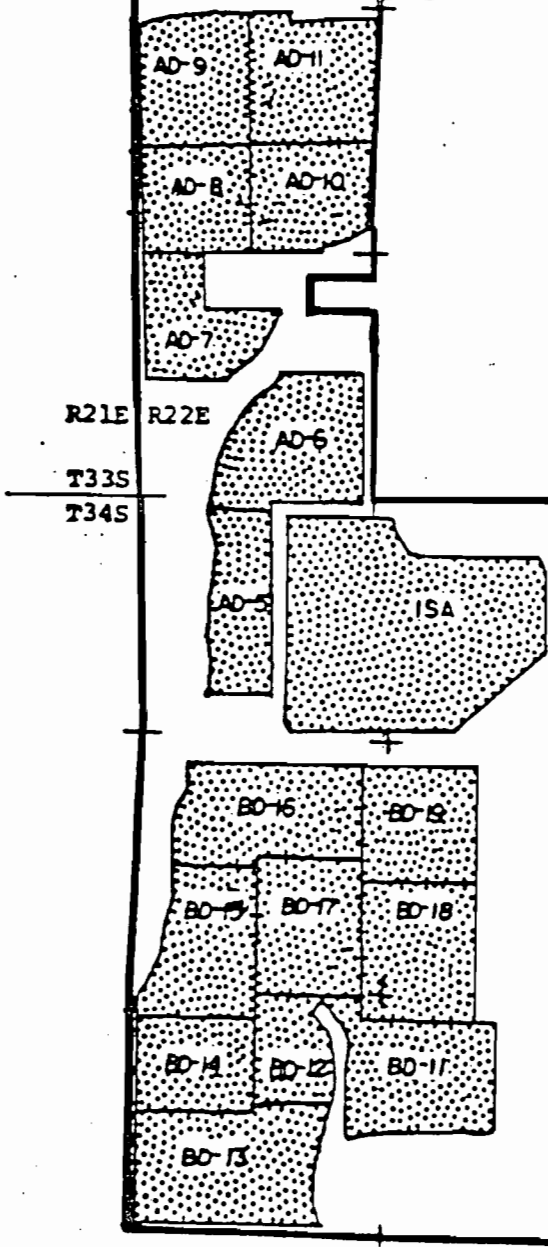 AD-9 AD-11
AD-8 AD-10
AD-7
R21E R22E
AD-6
T33S
T34S
AD-5 ISA
BD-16 BD-19
BD-15 BD-17 BD-18
BD-14 BD-12 BD-11
BD-13